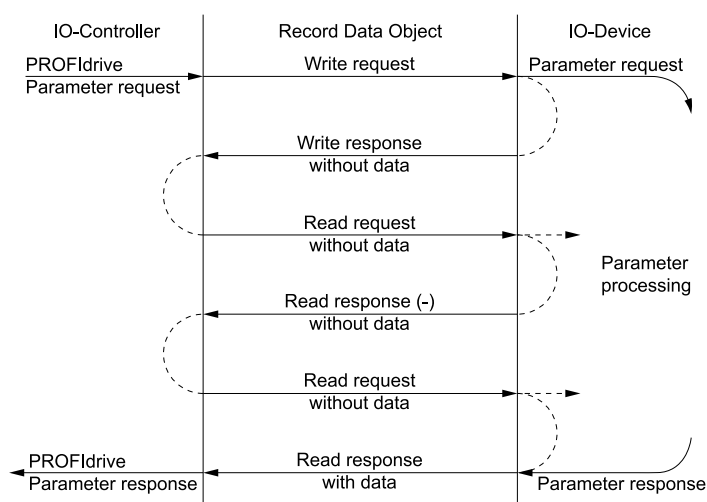 IO-Controller
Record Data Object
IO-Device
PROFIdrive
Parameter request
Write request
Parameter request
Write response
without data
Read request
without data
Parameter
processing
Read response (-)
without data
Read request
without data
PROFIdrive
Parameter response
Read response
with data
Parameter response